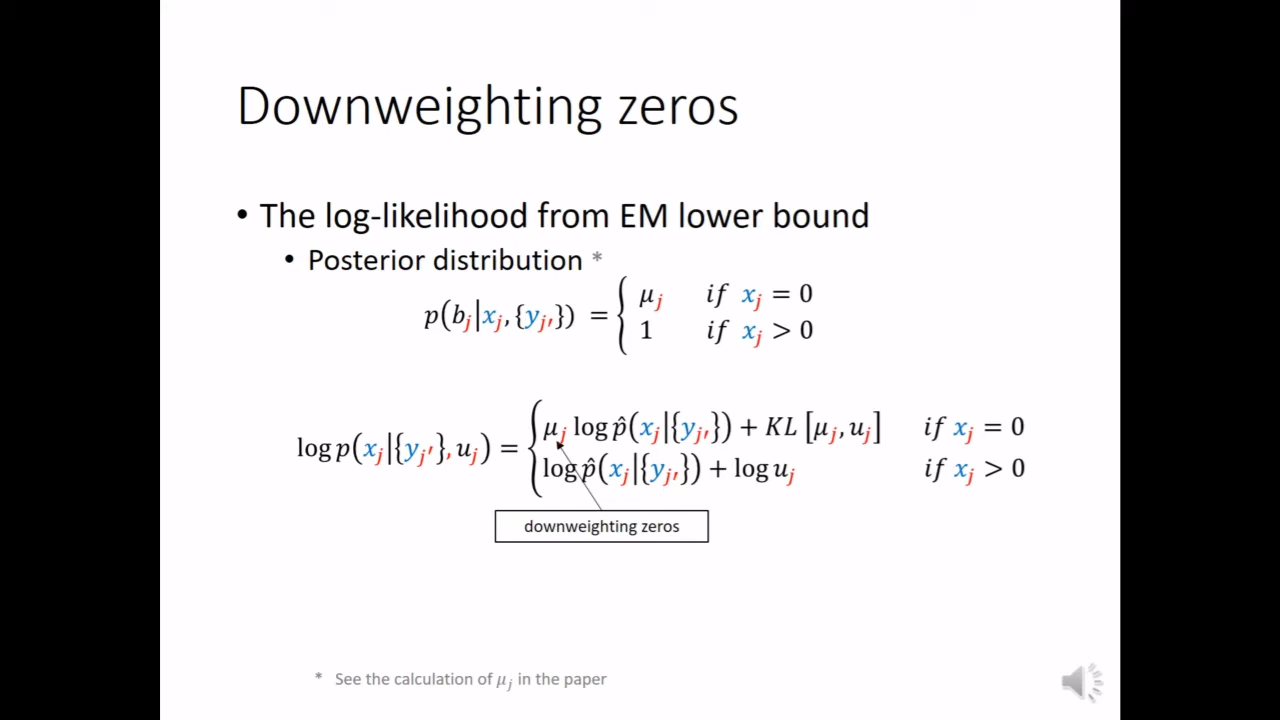 Downweighting zeros
• The log-likelihood from EM lower bound
• Posterior distribution *
p(b_j|x_j, {y_j'}) = { μ_j if x_j = 0
1 if x_j > 0
log p(x_j|{y_j'}, u_j) = { μ_j log p̂(x_j|{y_j'}) + KL [μ_j, u_j] if x_j = 0
log p̂(x_j|{y_j'}) + log u_j if x_j > 0
downweighting zeros
* See the calculation of μ_j in the paper